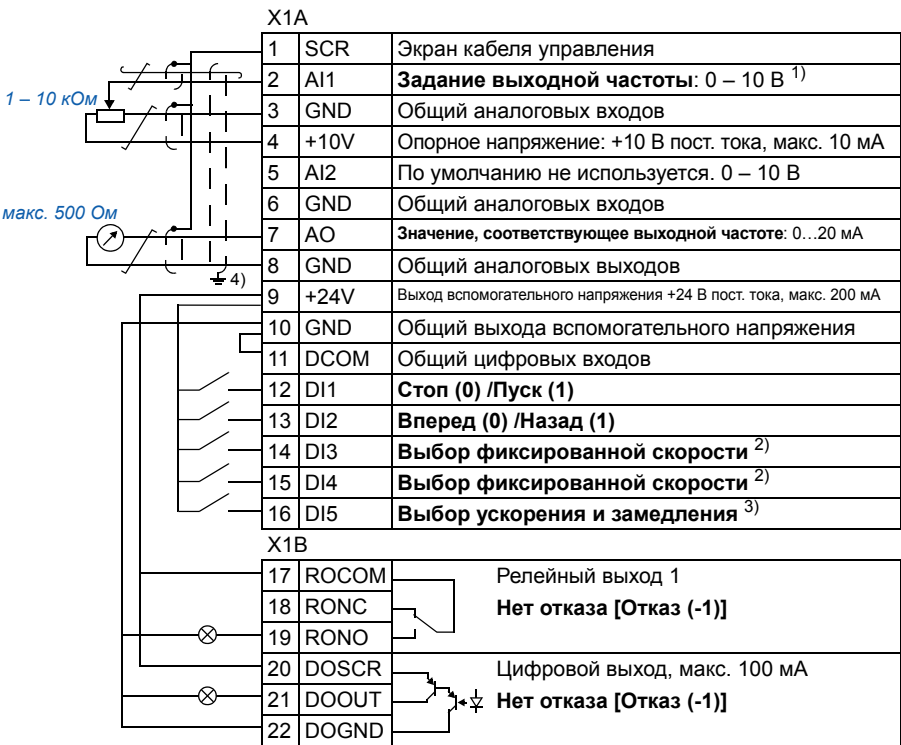 X1A
1 SCR Экран кабеля управления
2 AI1 Задание выходной частоты: 0 – 10 В 1)
1 – 10 кОм
3 GND Общий аналоговых входов
4 +10V Опорное напряжение: +10 В пост. тока, макс. 10 мА
5 AI2 По умолчанию не используется. 0 – 10 В
6 GND Общий аналоговых входов
макс. 500 Ом
7 AO Значение, соответствующее выходной частоте: 0…20 мА
8 GND Общий аналоговых выходов
4)
9 +24V Выход вспомогательного напряжения +24 В пост. тока, макс. 200 мА
10 GND Общий выхода вспомогательного напряжения
11 DCOM Общий цифровых входов
12 DI1 Стоп (0) /Пуск (1)
13 DI2 Вперед (0) /Назад (1)
14 DI3 Выбор фиксированной скорости 2)
15 DI4 Выбор фиксированной скорости 2)
16 DI5 Выбор ускорения и замедления 3)
X1B
17 ROCOM Релейный выход 1
18 RONC Нет отказа [Отказ (-1)]
19 RONO
20 DOSCR Цифровой выход, макс. 100 мА
21 DOOUT Нет отказа [Отказ (-1)]
22 DOGND